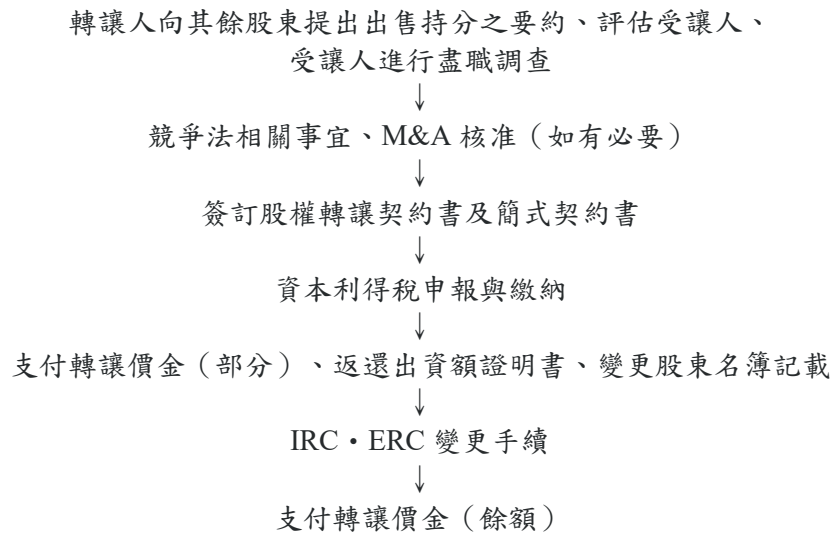 轉讓人向其餘股東提出出售持分之要約、評估受讓人、
受讓人進行盡職調查
↓
競爭法相關事宜、M&A 核准（如有必要）
↓
簽訂股權轉讓契約書及簡式契約書
↓
資本利得稅申報與繳納
↓
支付轉讓價金（部分）、返還出資額證明書、變更股東名簿記載
↓
IRC・ERC 變更手續
↓
支付轉讓價金（餘額）